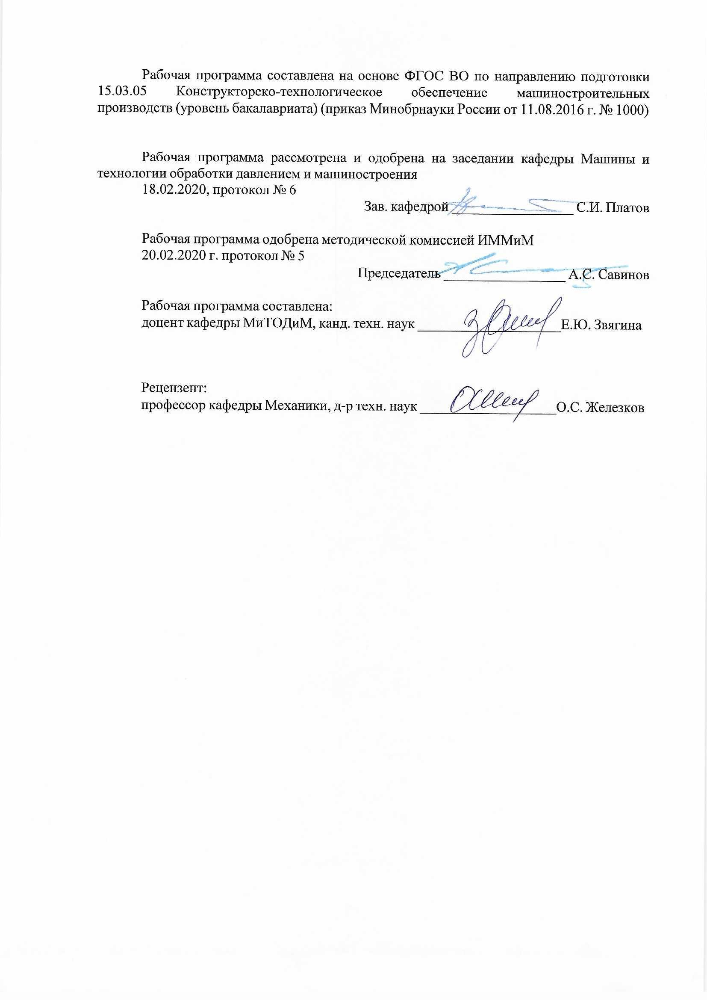 Рабочая программа составлена на основе ФГОС ВО по направлению подготовки
15.03.05 Конструкторско-технологическое обеспечение машиностроительных
производств (уровень бакалавриата) (приказ Минобрнауки России от 11.08.2016 г. № 1000)
Рабочая программа рассмотрена и одобрена на заседании кафедры Машины и
технологии обработки давлением и машиностроения
18.02.2020, протокол № 6
Зав. кафедрой ________________ С.И. Платов
Рабочая программа одобрена методической комиссией ИММиМ
20.02.2020 г. протокол № 5
Председатель ________________ А.С. Савинов
Рабочая программа составлена:
доцент кафедры МиТОДиМ, канд. техн. наук ___________________Е.Ю. Звягина
Рецензент:
профессор кафедры Механики, д-р техн. наук __________________О.С. Железков